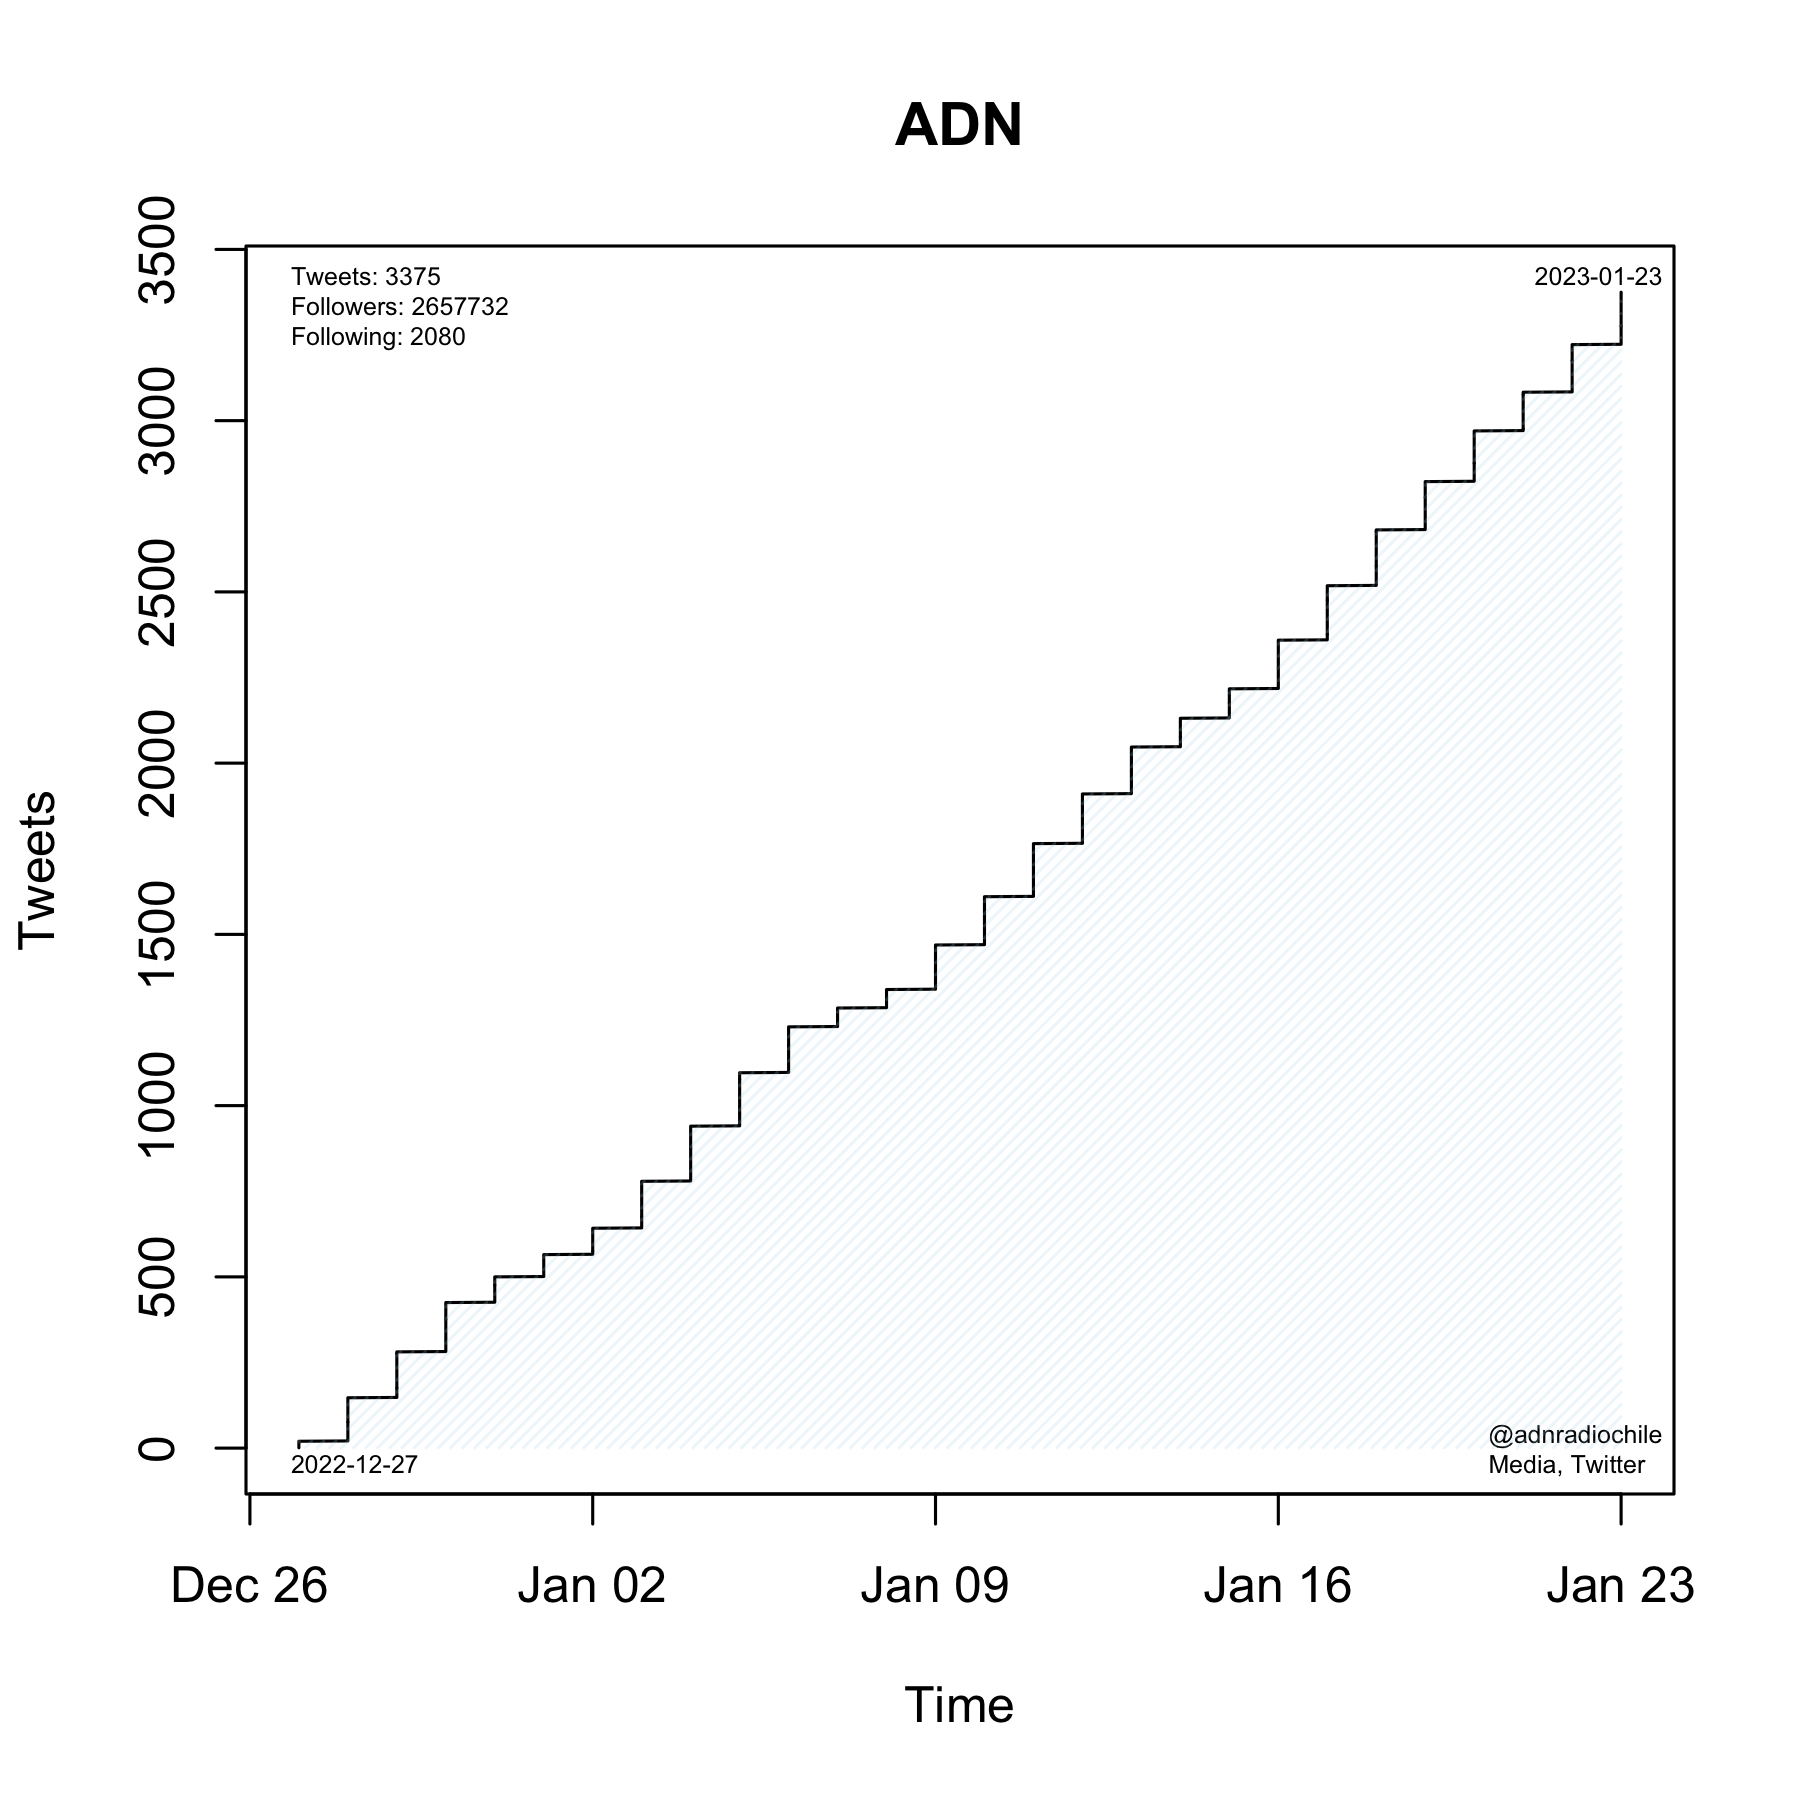 ADN
Tweets: 3375
Followers: 2657732
Following: 2080
2023-01-23
3500
3000
2500
2000
1500
1000
500
0
Tweets
2022-12-27
@adnradiochile
Media, Twitter
Dec 26
Jan 02
Jan 09
Jan 16
Jan 23
Time